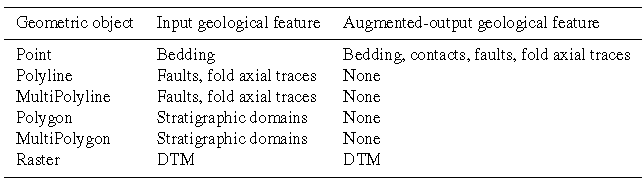 Geometric object Input geological feature Augmented-output geological feature
Point Bedding Bedding, contacts, faults, fold axial traces
Polyline Faults, fold axial traces None
MultiPolyline Faults, fold axial traces None
Polygon Stratigraphic domains None
MultiPolygon Stratigraphic domains None
Raster DTM DTM